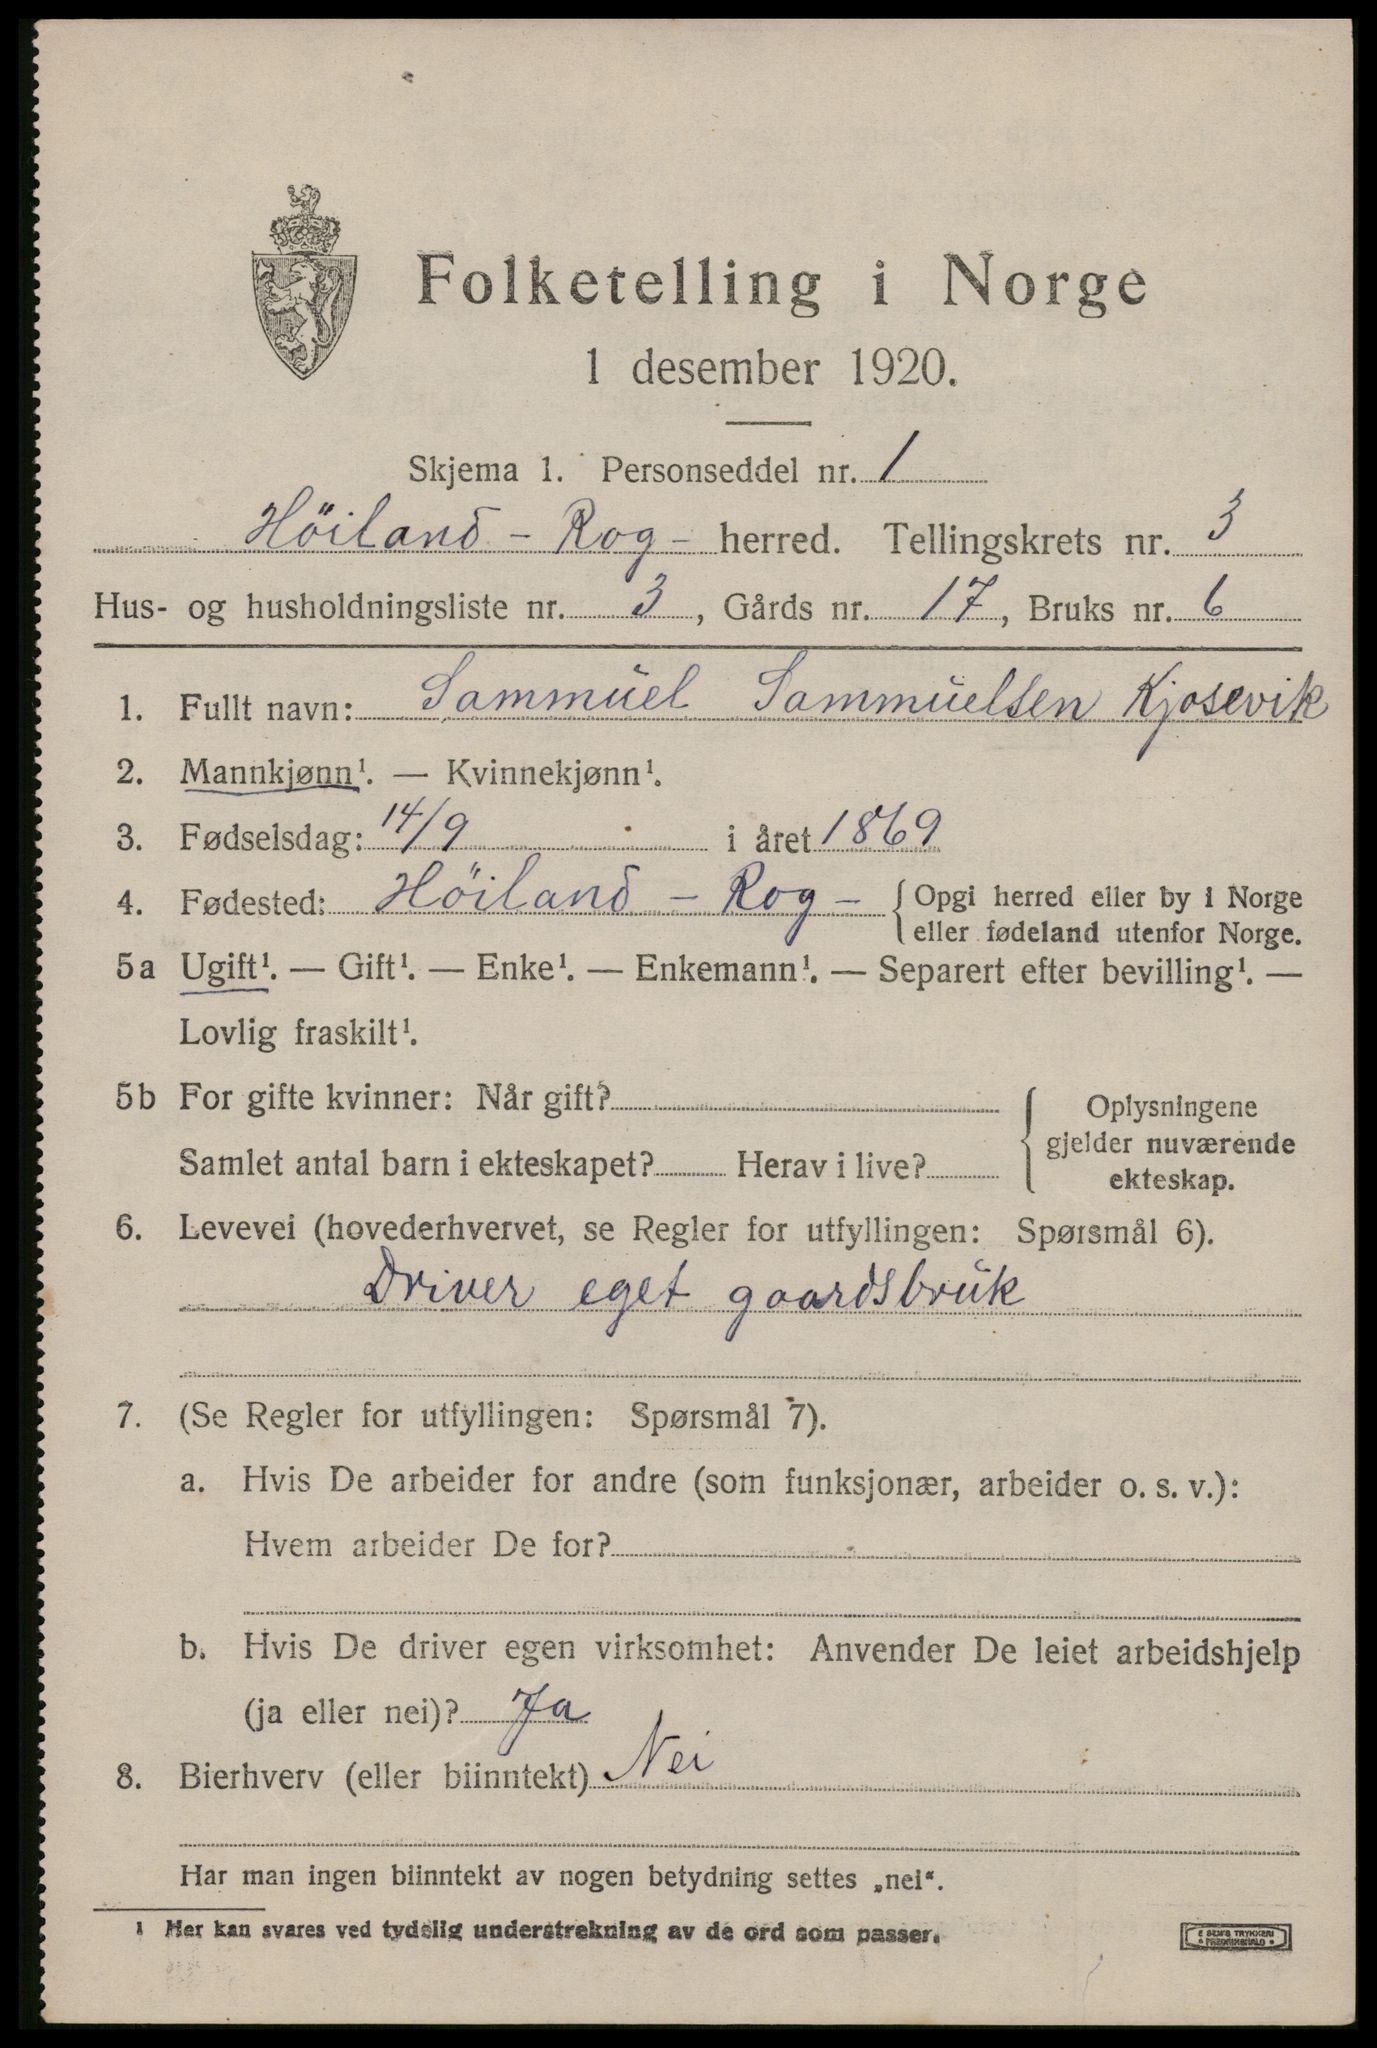 Folketelling i Norge
1 desember 1920.
Skjema 1. Personseddel nr. 1
Höiland - Rog - herred. Tellingskrets nr. 3
Hus- og husholdningsliste nr. 3, Gårds nr. 17, Bruks nr. 6
1. Fullt navn: Sammuel Sammuelsen Kjosevik
2. Mannkjønn¹. — Kvinnekjønn¹.
3. Fødselsdag: 14/9 i året 1869
4. Fødested: Höiland - Rog - { Opgi herred eller by i Norge
eller fødeland utenfor Norge.
5a Ugift¹. — Gift¹. — Enke¹. — Enkemann¹. — Separert efter bevilling¹. —
Lovlig fraskilt¹.
5b For gifte kvinner: Når gift?
Samlet antal barn i ekteskapet? Herav i live?
Oplysningene
gjelder nuværende
ekteskap.
6. Levevei (hovederhvervet, se Regler for utfyllingen: Spørsmål 6).
Driver eget gaardsbruk
7. (Se Regler for utfyllingen: Spørsmål 7).
a. Hvis De arbeider for andre (som funksjonær, arbeider o. s. v.):
Hvem arbeider De for?
b. Hvis De driver egen virksomhet: Anvender De leiet arbeidshjelp
(ja eller nei)? Ja
8. Bierhverv (eller biinntekt) Nei
Har man ingen biinntekt av nogen betydning settes „nei“.
¹ Her kan svares ved tydelig understrekning av de ord som passer.
E SEM'S TRYKKERI
FREDRIKSHALD